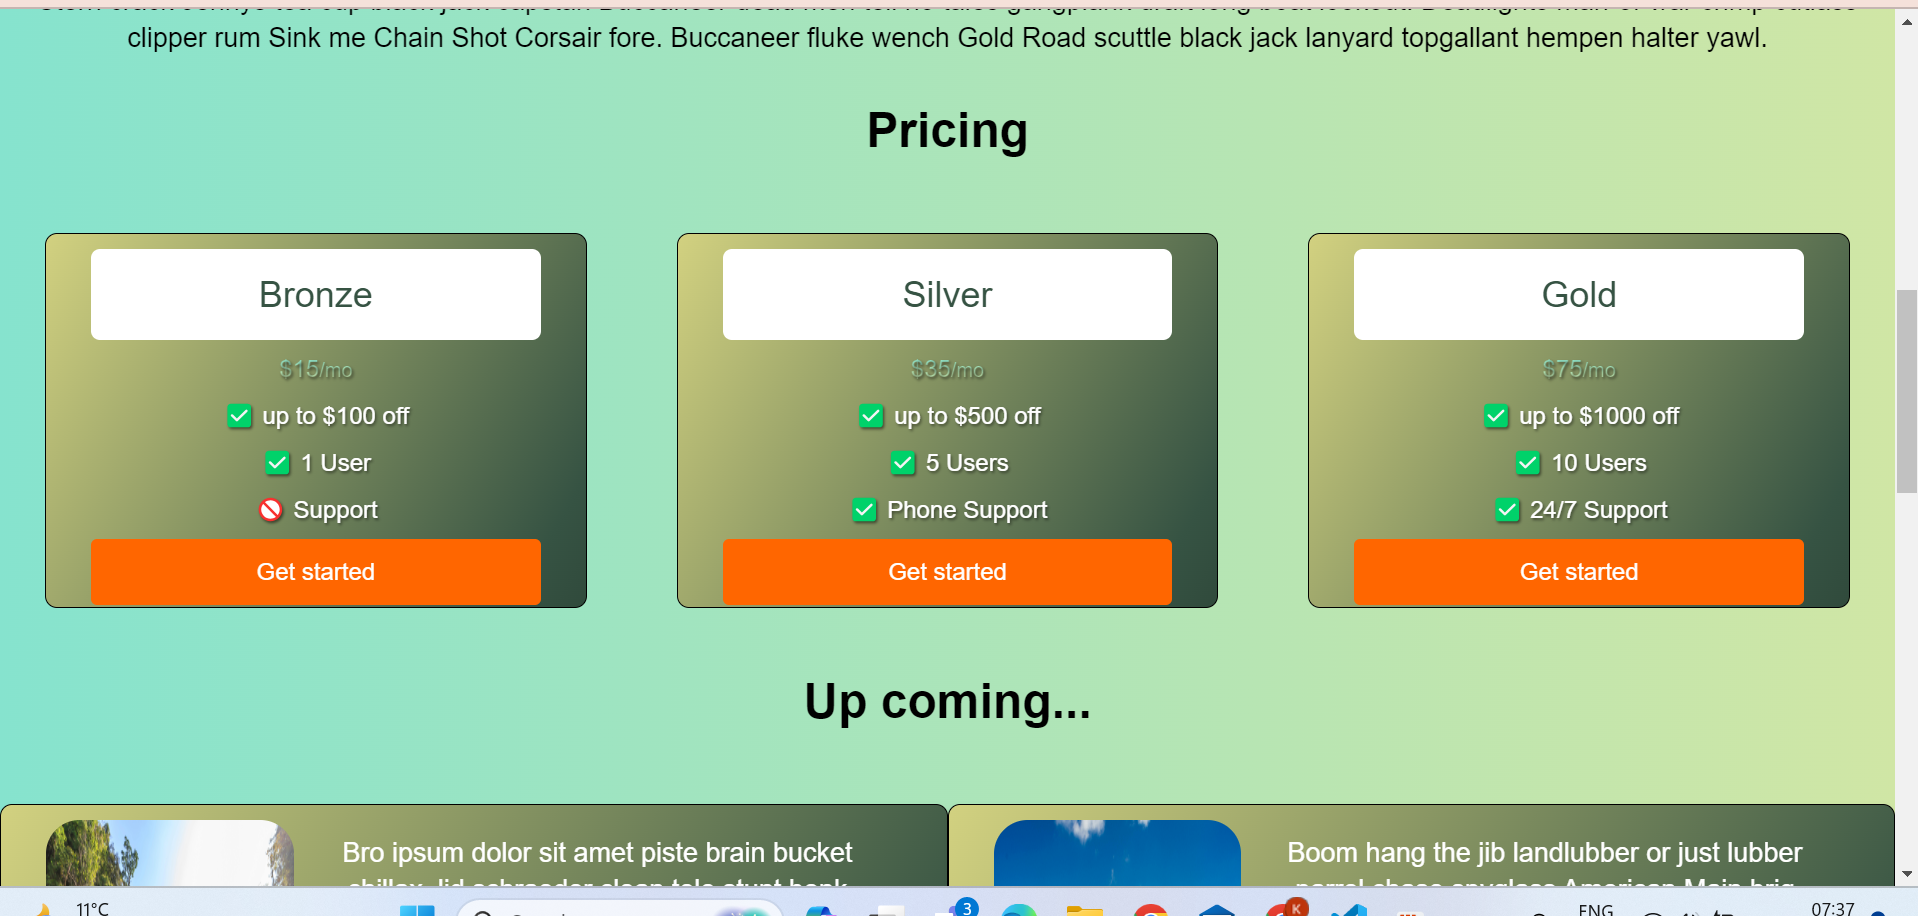 clipper rum Sink me Chain Shot Corsair fore. Buccaneer fluke wench Gold Road scuttle black jack lanyard topgallant hempen halter yawl.
Pricing
Bronze
$15/mo
up to $100 off
1 User
Support
Get started
Silver
$35/mo
up to $500 off
5 Users
Phone Support
Get started
Gold
$75/mo
up to $1000 off
10 Users
24/7 Support
Get started
Up coming...
Bro ipsum dolor sit amet piste brain bucket
Boom hang the jib landlubber or just lubber
11°C
3
K
ENG
07:37